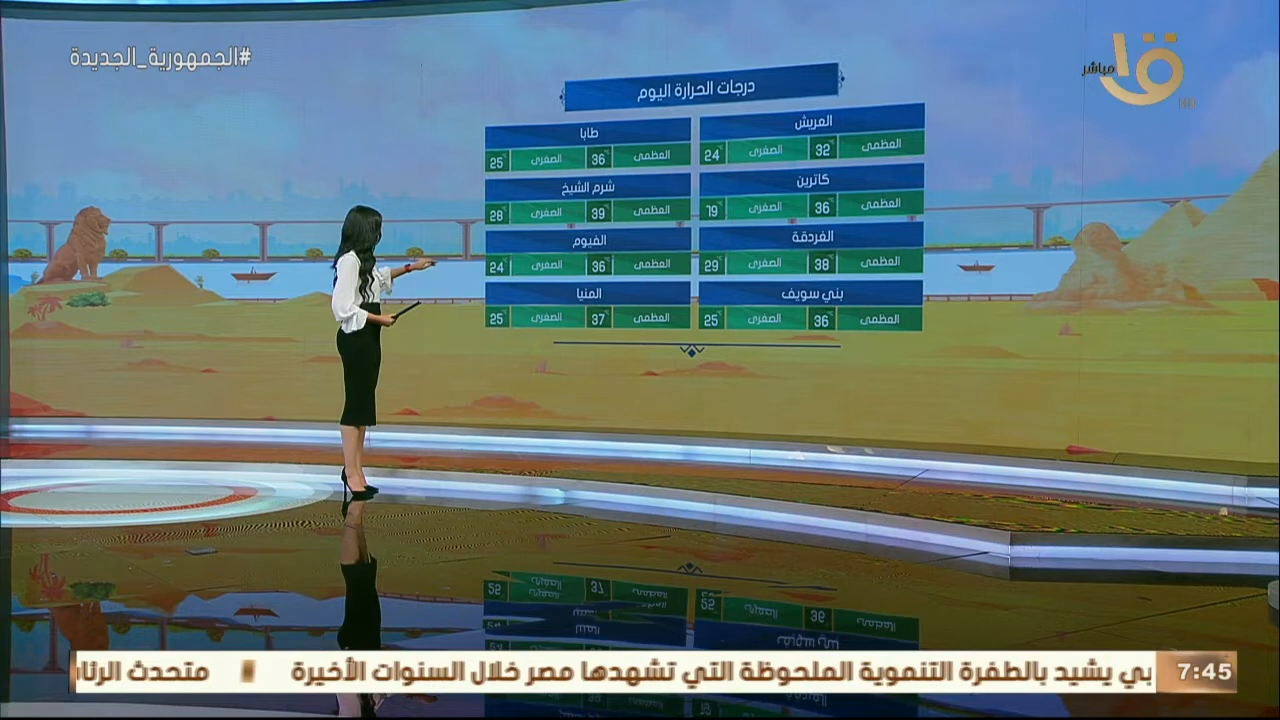 #الجمهورية_الجديدة
مباشر
HD
درجات الحرارة اليوم
العريش
العظمى 32 الصغرى 24
طابا
العظمى 36 الصغرى 25
كاترين
العظمى 36 الصغرى 19
شرم الشيخ
العظمى 39 الصغرى 28
الغردقة
العظمى 38 الصغرى 29
الفيوم
العظمى 36 الصغرى 24
بني سويف
العظمى 36 الصغرى 25
المنيا
العظمى 37 الصغرى 25
7:45
بي يشيد بالطفرة التنموية الملحوظة التي تشهدها مصر خلال السنوات الأخيرة متحدث الرئا